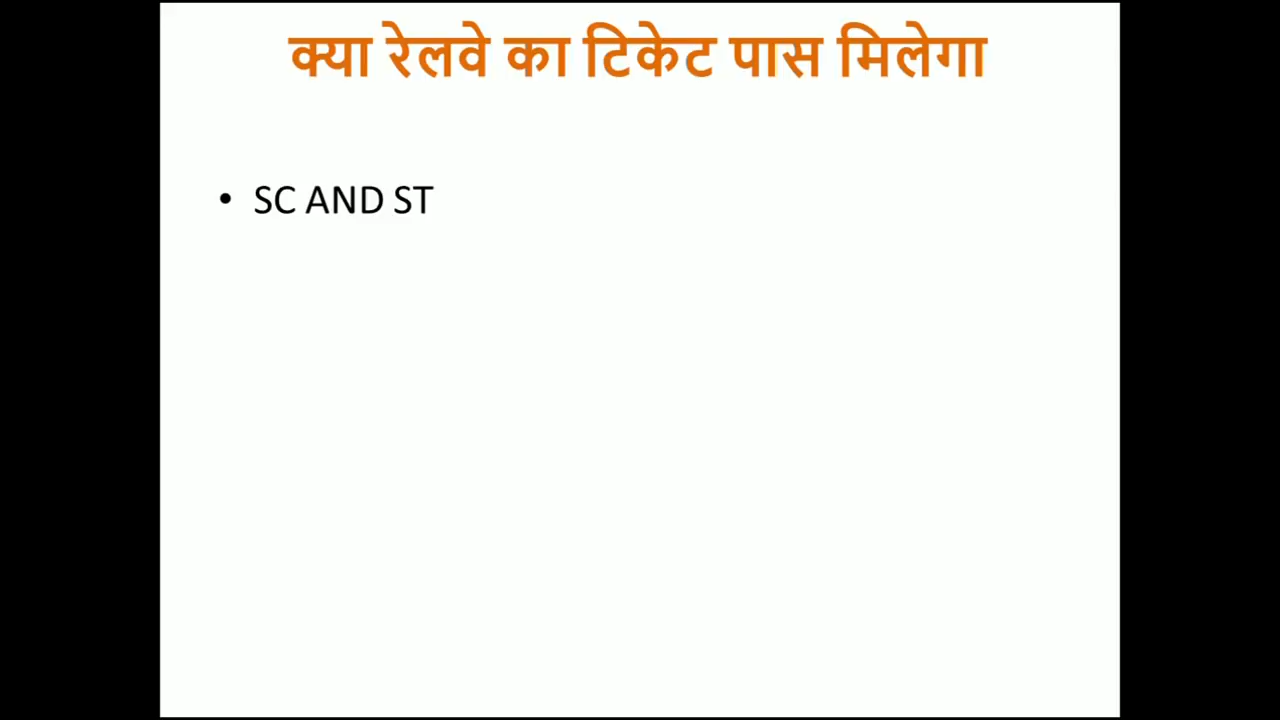 क्या रेलवे का टिकेट पास मिलेगा
• SC AND ST